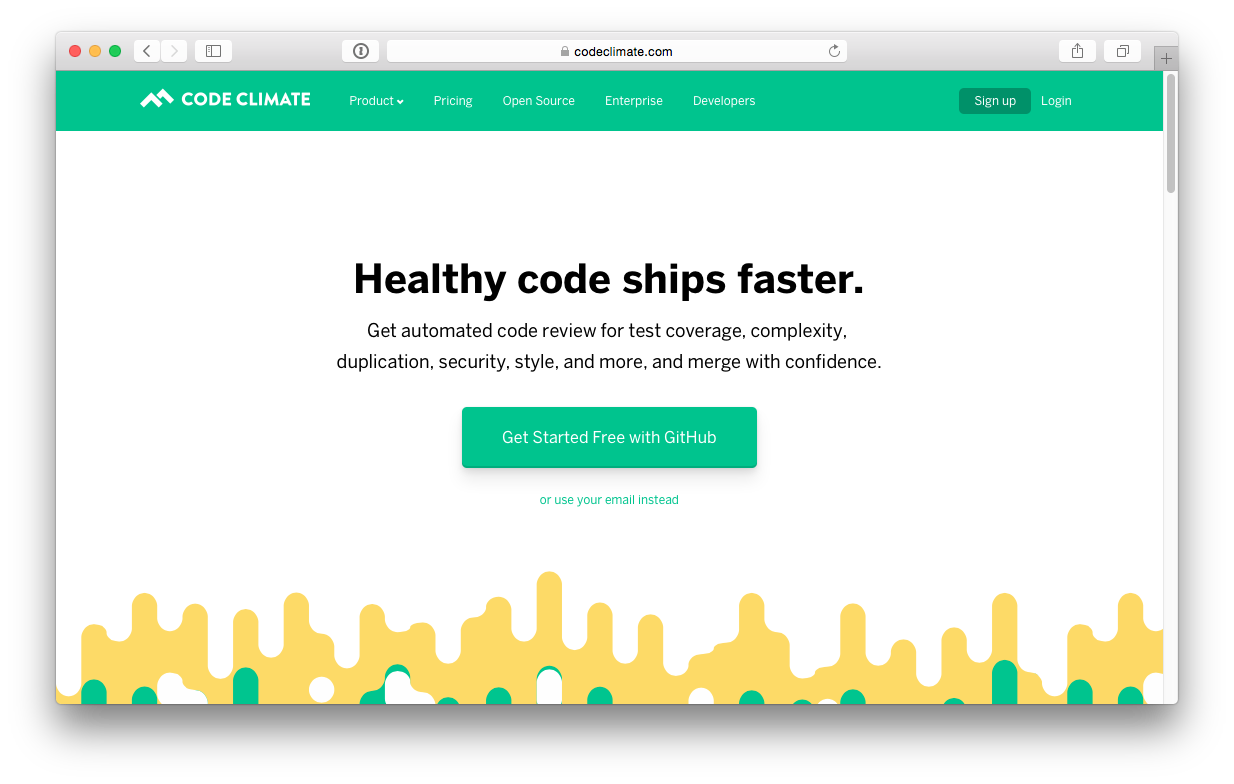 codeclimate.com
CODE CLIMATE
Product
Pricing
Open Source
Enterprise
Developers
Sign up
Login
Healthy code ships faster.
Get automated code review for test coverage, complexity,
duplication, security, style, and more, and merge with confidence.
Get Started Free with GitHub
or use your email instead